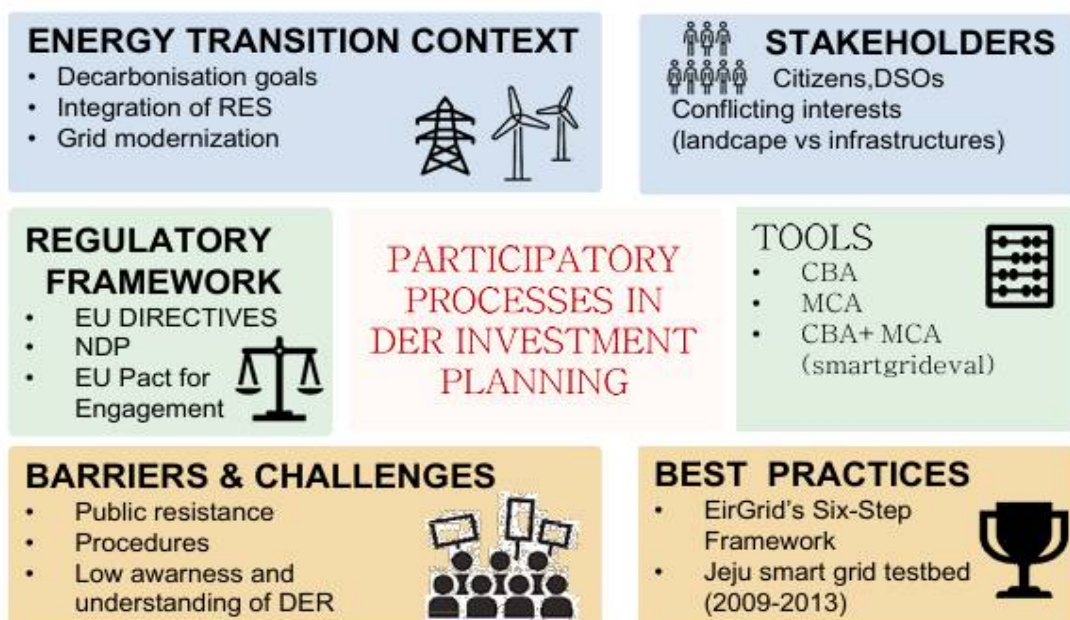 ENERGY TRANSITION CONTEXT
• Decarbonisation goals
• Integration of RES
• Grid modernization
STAKEHOLDERS
Citizens,DSOs
Conflicting interests
(landscape vs infrastructures)
REGULATORY
FRAMEWORK
• EU DIRECTIVES
• NDP
• EU Pact for
Engagement
PARTICIPATORY
PROCESSES IN
DER INVESTMENT
PLANNING
TOOLS
• CBA
• MCA
• CBA+ MCA
(smartgrideval)
BARRIERS & CHALLENGES
• Public resistance
• Procedures
• Low awarness and
understanding of DER
BEST PRACTICES
• EirGrid's Six-Step
Framework
• Jeju smart grid testbed
(2009-2013)